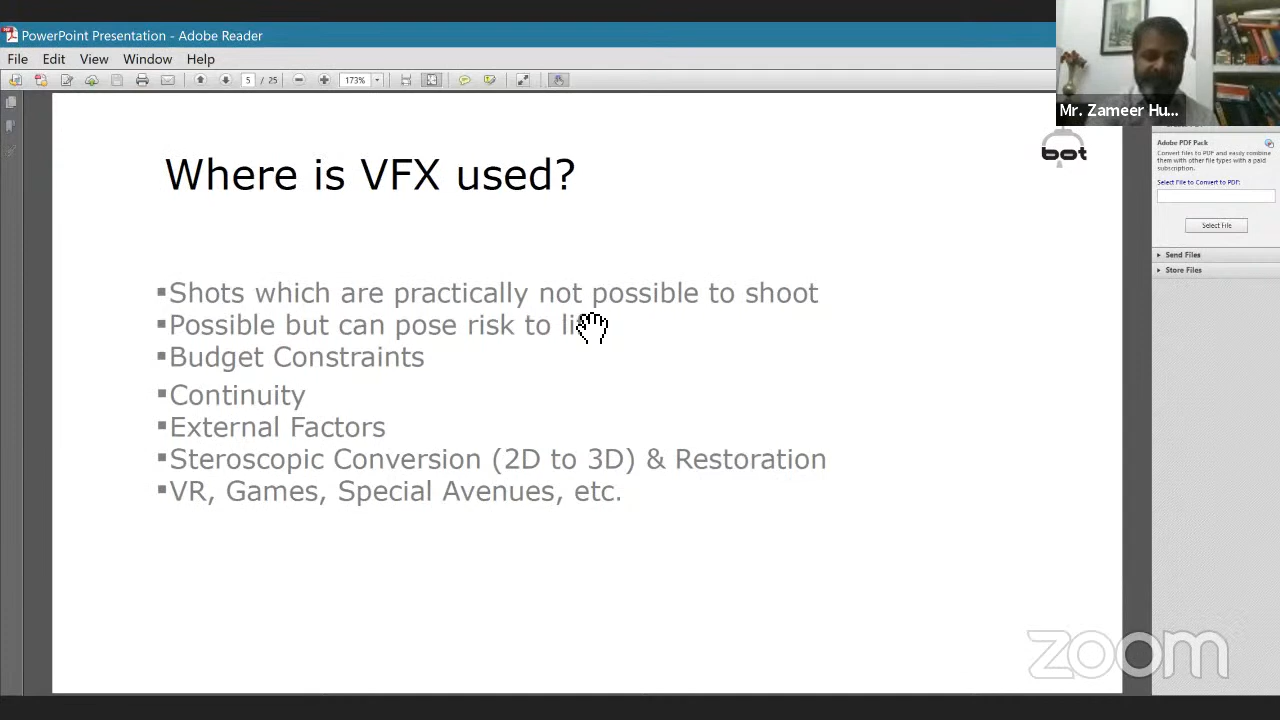 PowerPoint Presentation - Adobe Reader
File Edit View Window Help
5 / 25
173%
Mr. Zameer Hu...
bot
Adobe PDF Pack
Convert files to PDF and easily combine
them with other file types with a paid
subscription.
Select File to Convert to PDF:
Select File
Send Files
Store Files
Where is VFX used?
▪Shots which are practically not possible to shoot
▪Possible but can pose risk to
▪Budget Constraints
▪Continuity
▪External Factors
▪Steroscopic Conversion (2D to 3D) & Restoration
▪VR, Games, Special Avenues, etc.
zoom